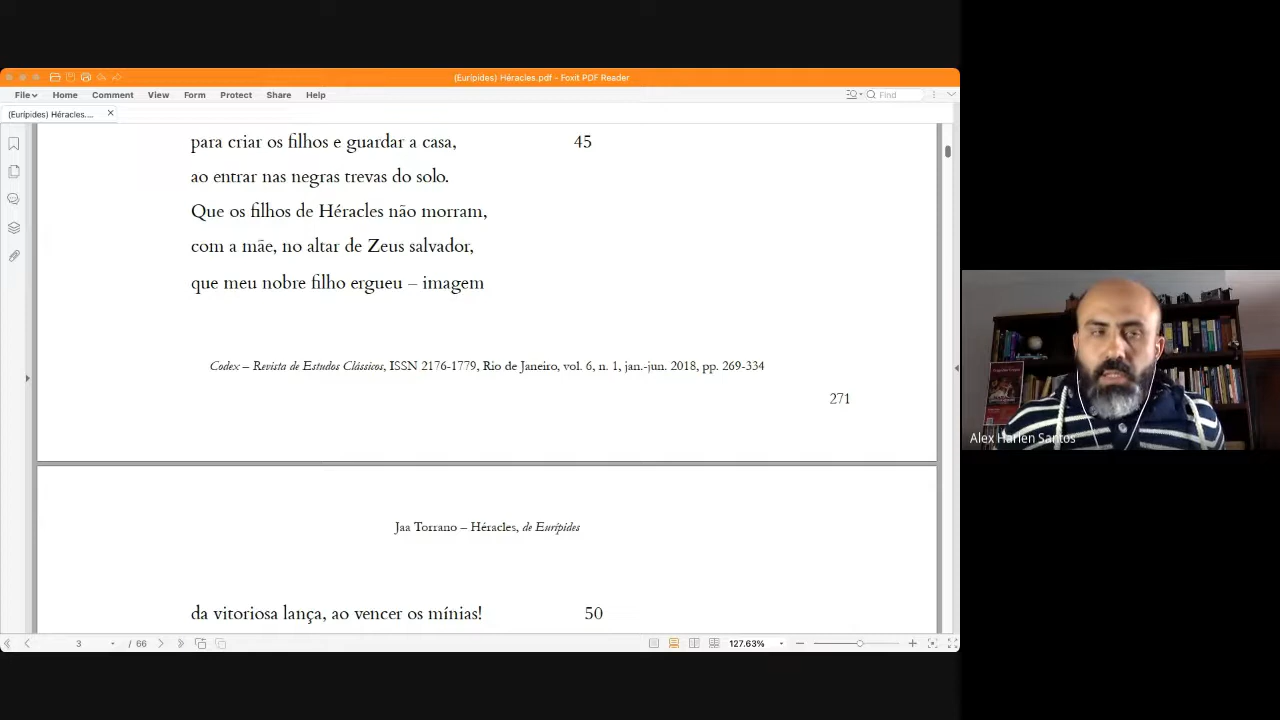 (Eurípides) Héracles.pdf - Foxit PDF Reader
File Home Comment View Form Protect Share Help Find
(Eurípides) Héracles....
para criar os filhos e guardar a casa, 45
ao entrar nas negras trevas do solo.
Que os filhos de Héracles não morram,
com a mãe, no altar de Zeus salvador,
que meu nobre filho ergueu – imagem
Codex – Revista de Estudos Clássicos, ISSN 2176-1779, Rio de Janeiro, vol. 6, n. 1, jan.-jun. 2018, pp. 269-334
271
Alex Harlen Santos
Jaa Torrano – Héracles, de Eurípides
da vitoriosa lança, ao vencer os mínias! 50
3 / 66 127.63%